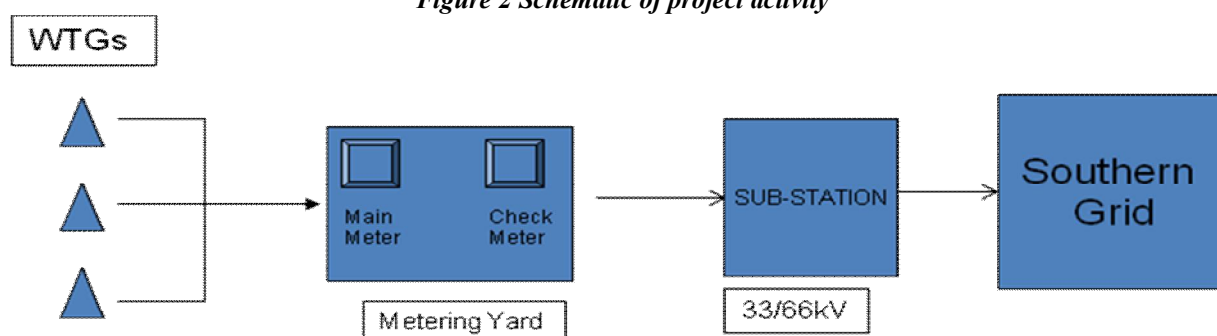 Figure 2 Schematic of project activity
WTGs
Main
Meter
Check
Meter
Metering Yard
SUB-STATION
33/66kV
Southern
Grid